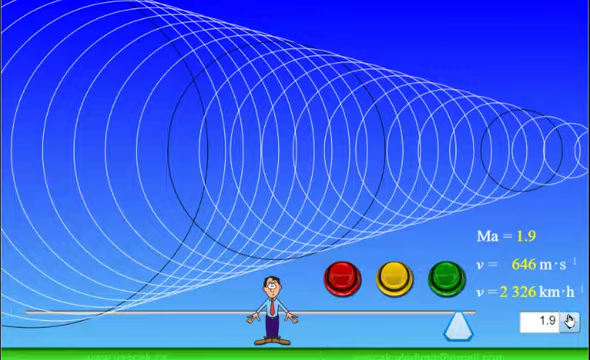 Ma = 1.9
v = 646 m·s⁻¹
v = 2 326 km·h⁻¹
1.9